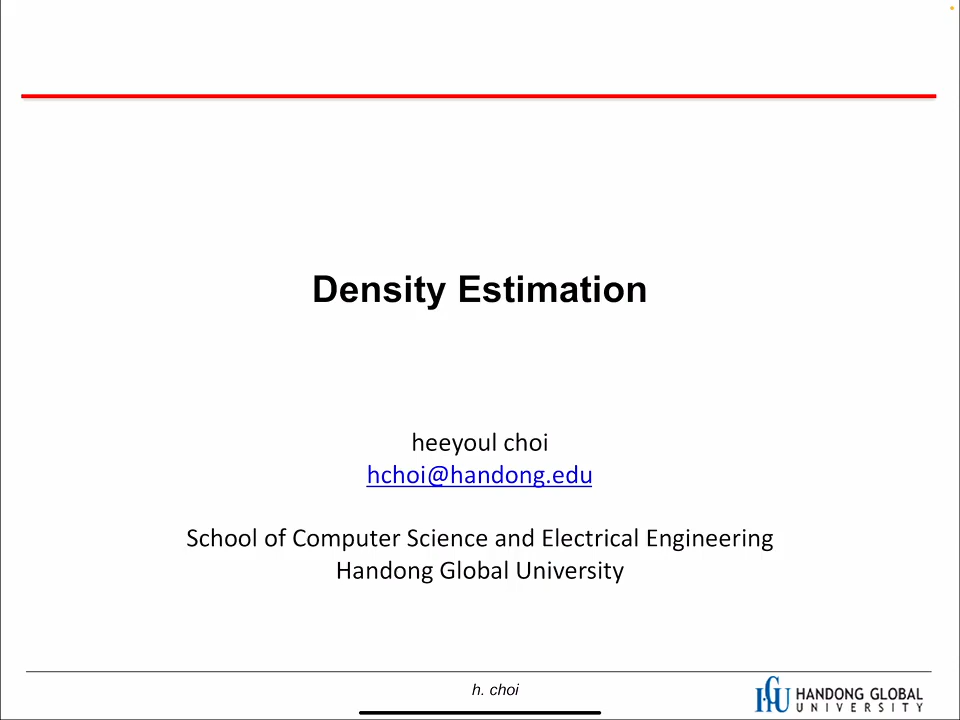 Density Estimation
heeyoul choi
hchoi@handong.edu
School of Computer Science and Electrical Engineering
Handong Global University
h. choi
HGU HANDONG GLOBAL
UNIVERSITY